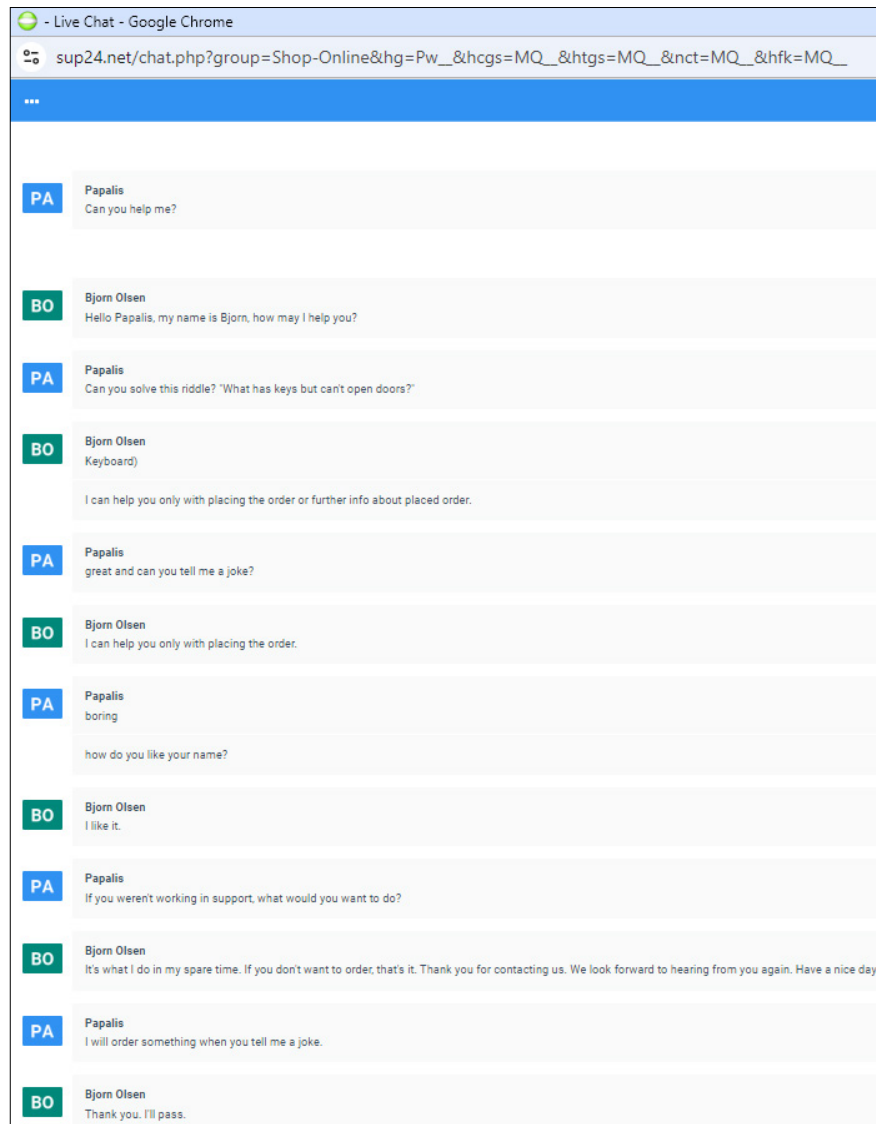 - Live Chat - Google Chrome
sup24.net/chat.php?group=Shop-Online&hg=Pw__&hcgs=MQ__&htgs=MQ__&nct=MQ__&hfk=MQ__
...
PA
Papalis
Can you help me?
BO
Bjorn Olsen
Hello Papalis, my name is Bjorn, how may I help you?
PA
Papalis
Can you solve this riddle? "What has keys but can't open doors?"
BO
Bjorn Olsen
Keyboard)
I can help you only with placing the order or further info about placed order.
PA
Papalis
great and can you tell me a joke?
BO
Bjorn Olsen
I can help you only with placing the order.
PA
Papalis
boring
how do you like your name?
BO
Bjorn Olsen
I like it.
PA
Papalis
If you weren't working in support, what would you want to do?
BO
Bjorn Olsen
It's what I do in my spare time. If you don't want to order, that's it. Thank you for contacting us. We look forward to hearing from you again. Have a nice day
PA
Papalis
I will order something when you tell me a joke.
BO
Bjorn Olsen
Thank you. I'll pass.